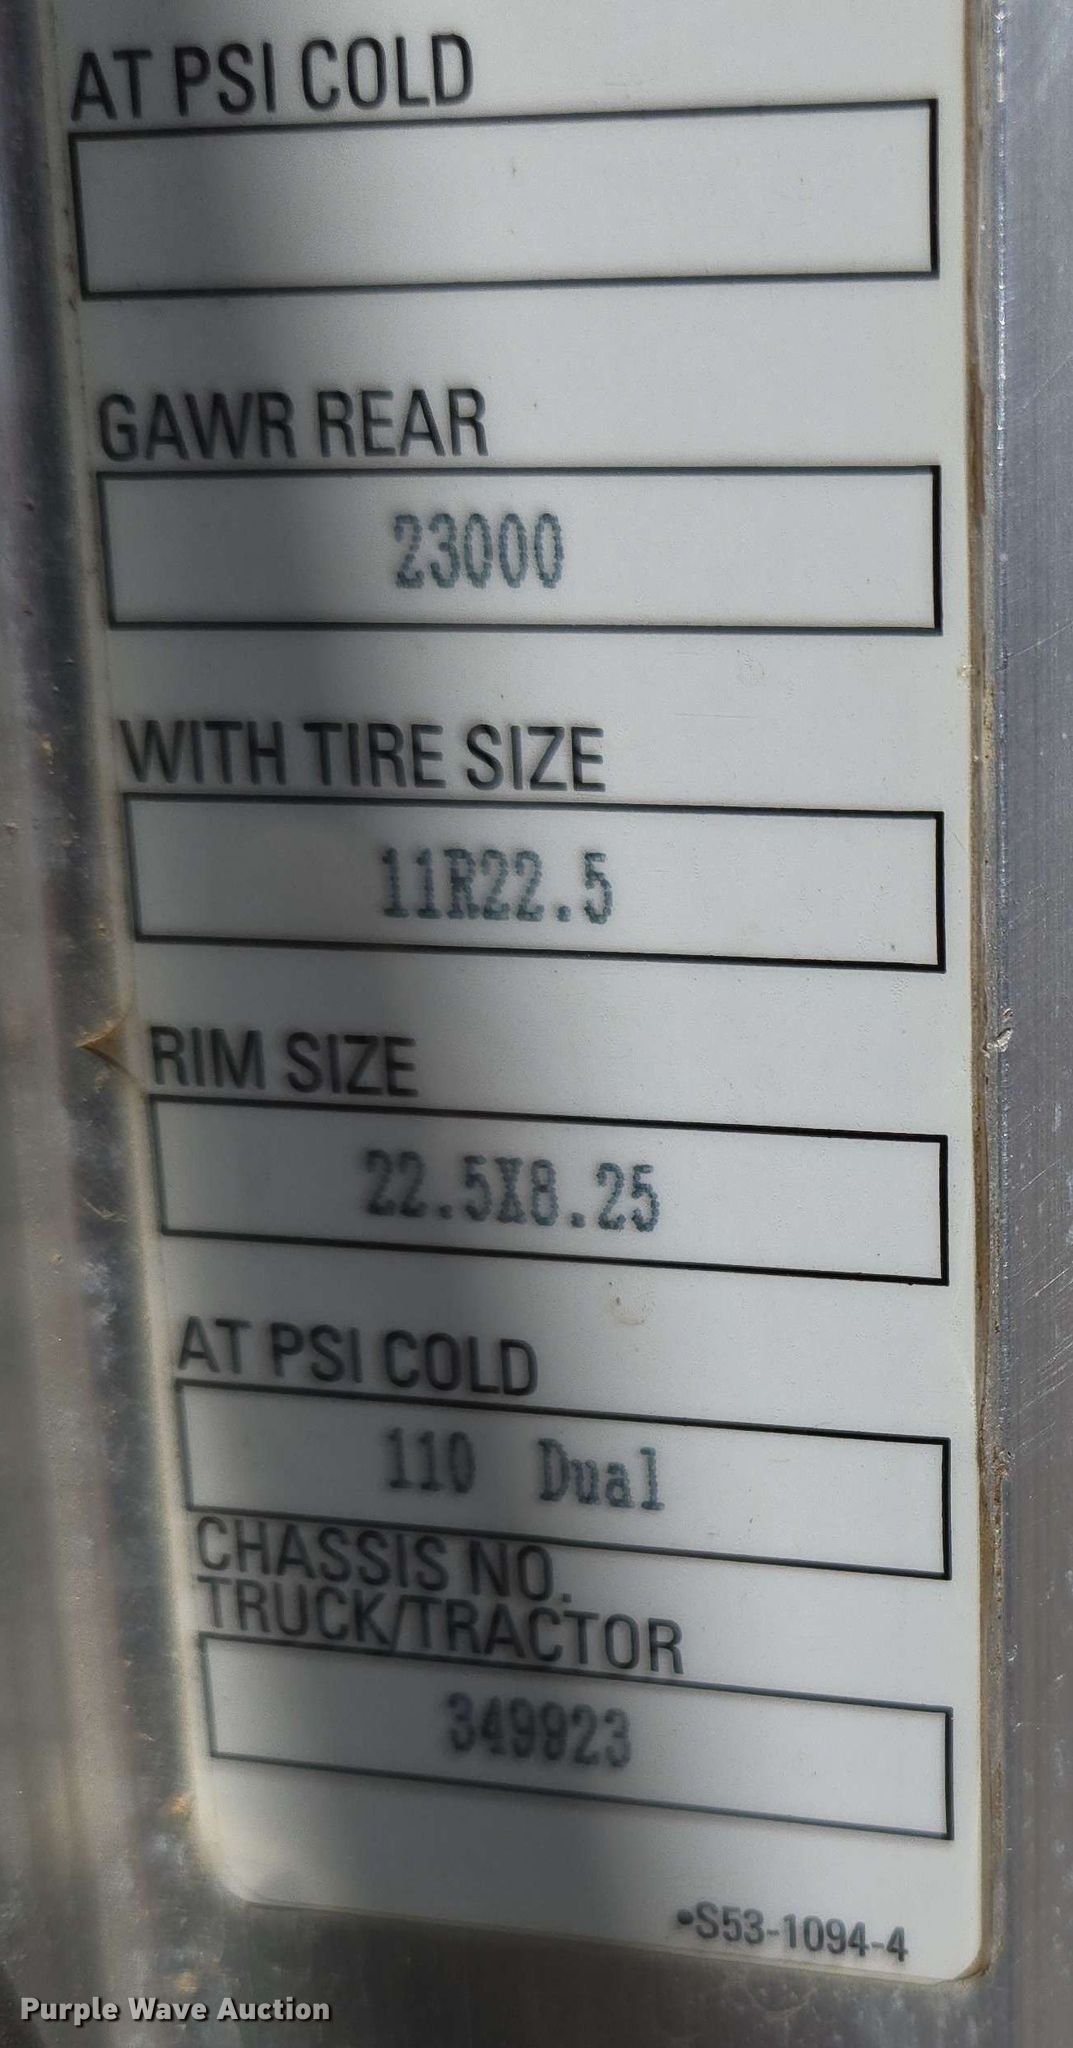 AT PSI COLD
GAWR REAR
23000
WITH TIRE SIZE
11R22.5
RIM SIZE
22.5X8.25
AT PSI COLD
110 Dual
CHASSIS NO.
TRUCK/TRACTOR
349923
•S53-1094-4
Purple Wave Auction